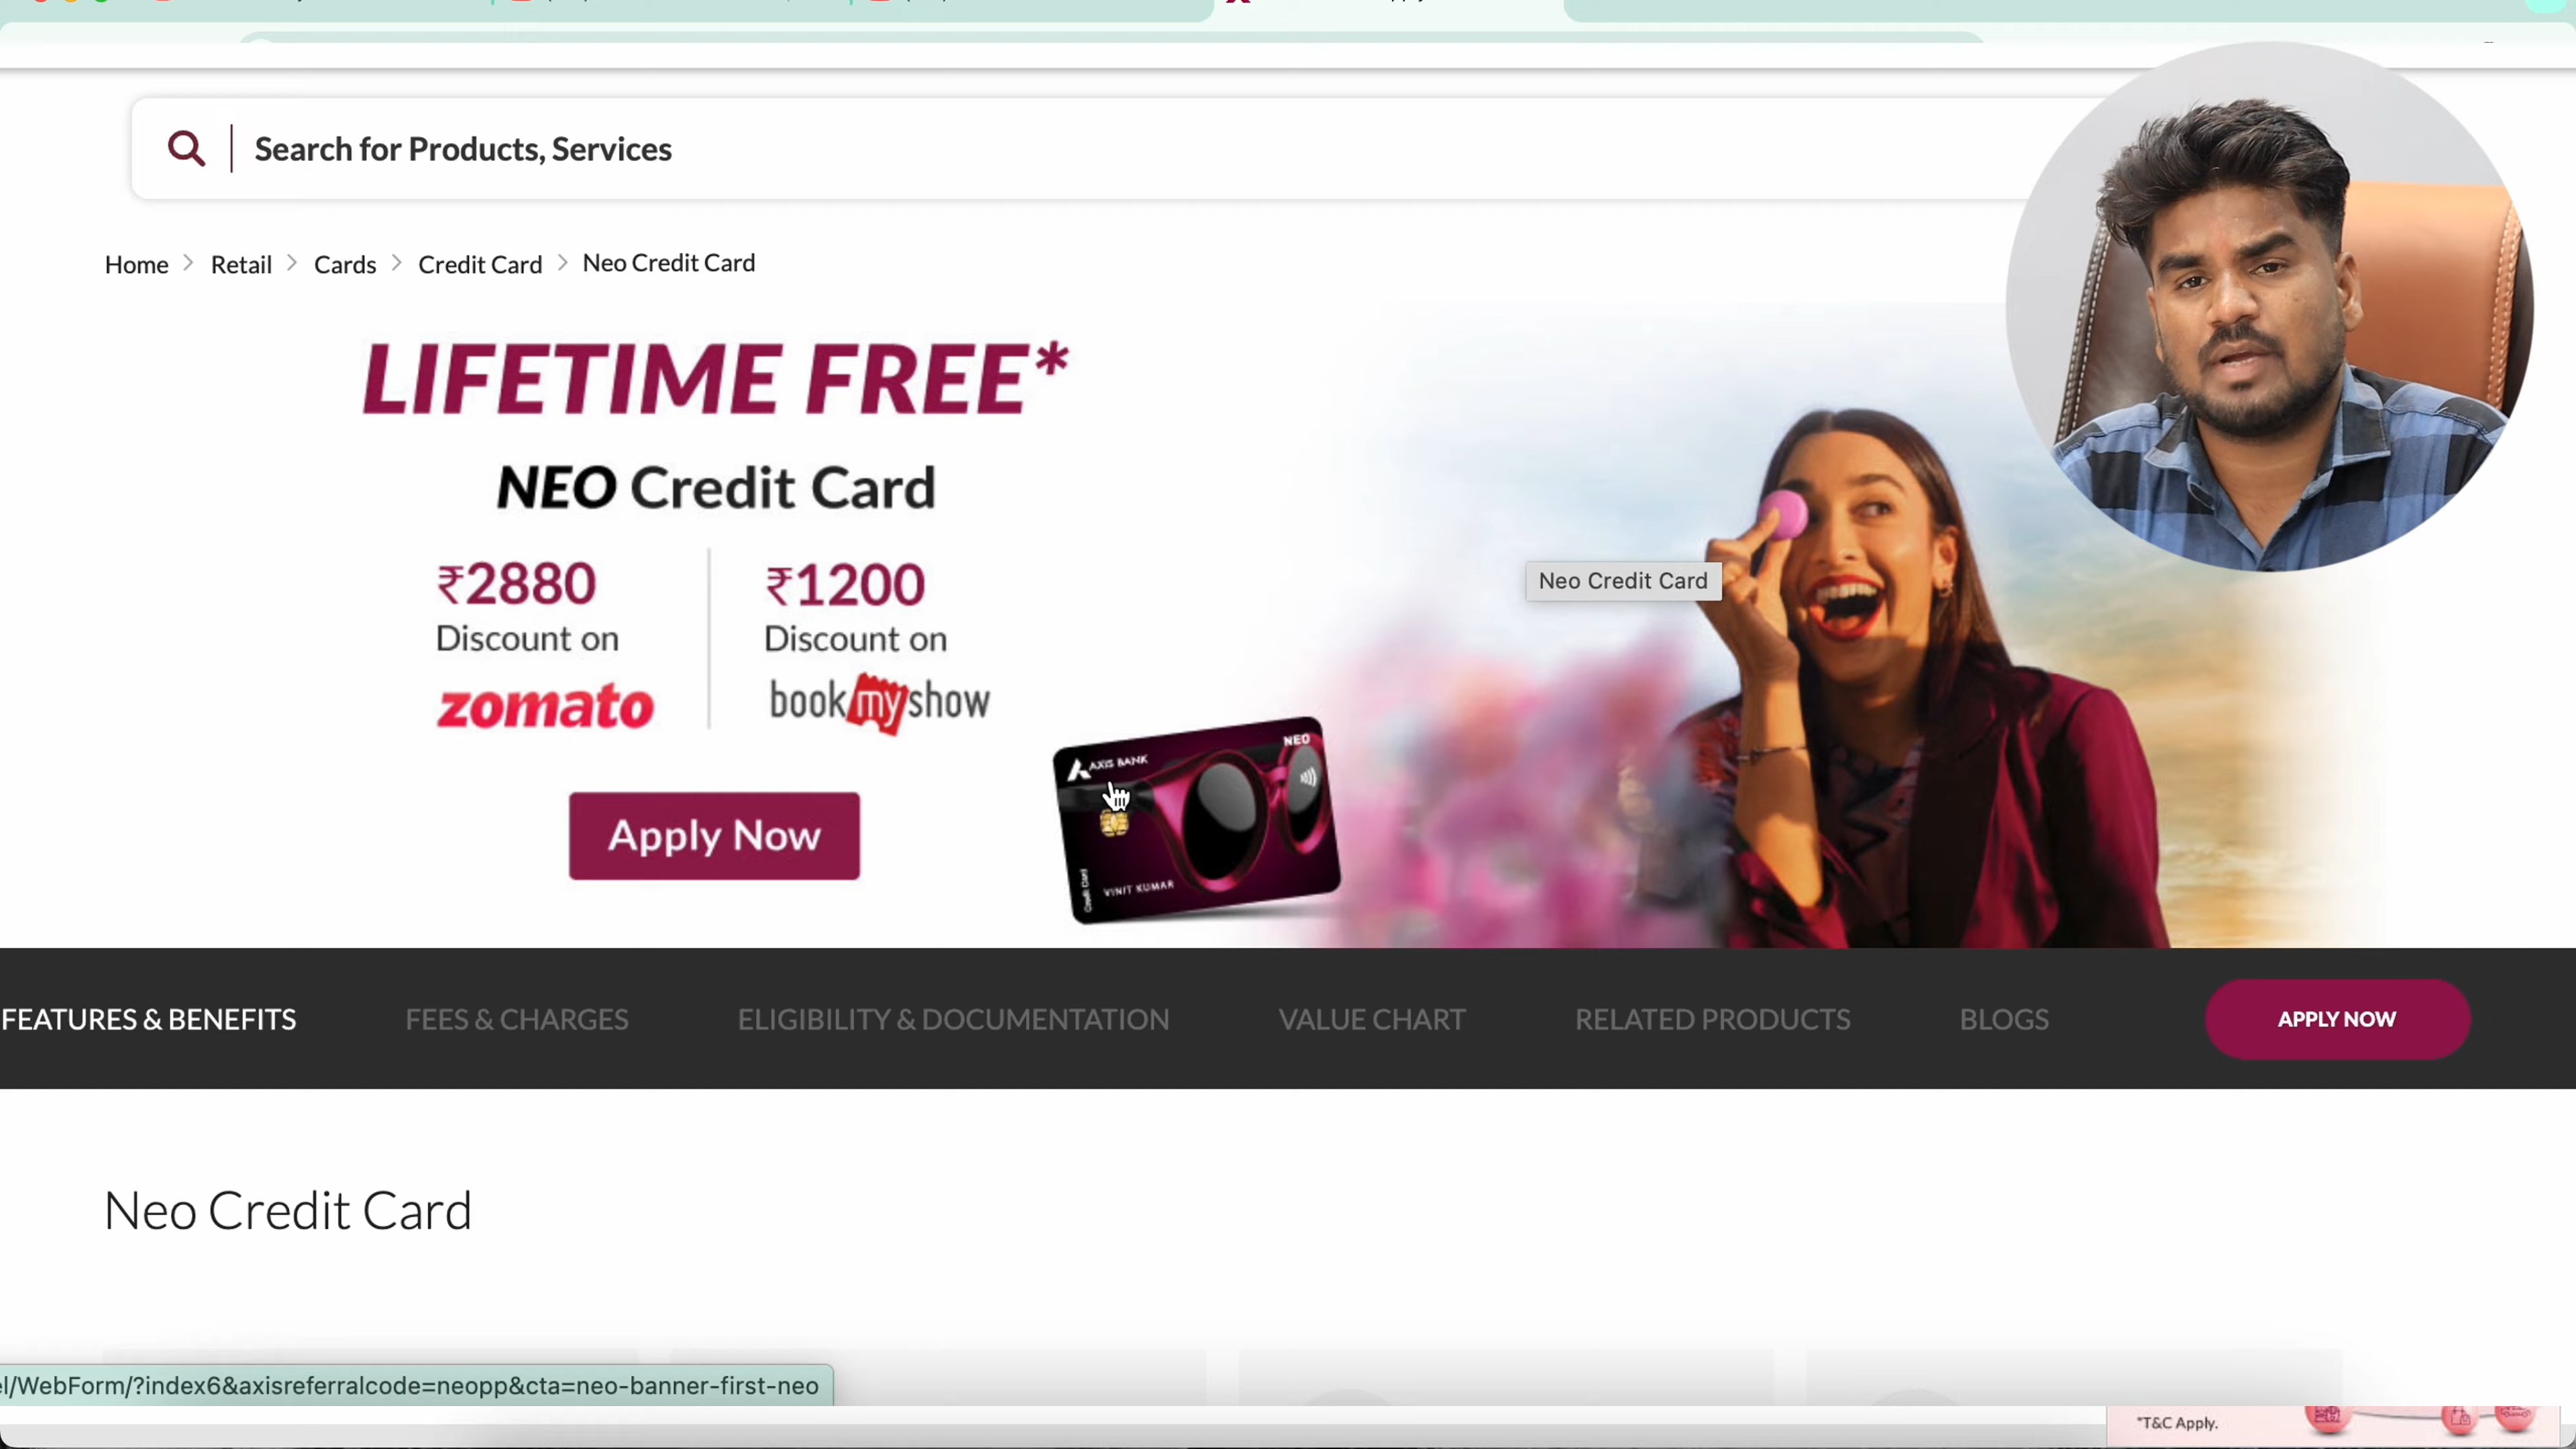 Search for Products, Services
Home > Retail > Cards > Credit Card > Neo Credit Card
LIFETIME FREE*
NEO Credit Card
₹2880
Discount on
zomato
₹1200
Discount on
bookmyshow
Apply Now
Neo Credit Card
AXIS BANK
NEO
Credit Card
VINIT KUMAR
FEATURES & BENEFITS
FEES & CHARGES
ELIGIBILITY & DOCUMENTATION
VALUE CHART
RELATED PRODUCTS
BLOGS
APPLY NOW
Neo Credit Card
l/WebForm/?index6&axisreferralcode=neopp&cta=neo-banner-first-neo
*T&C Apply.